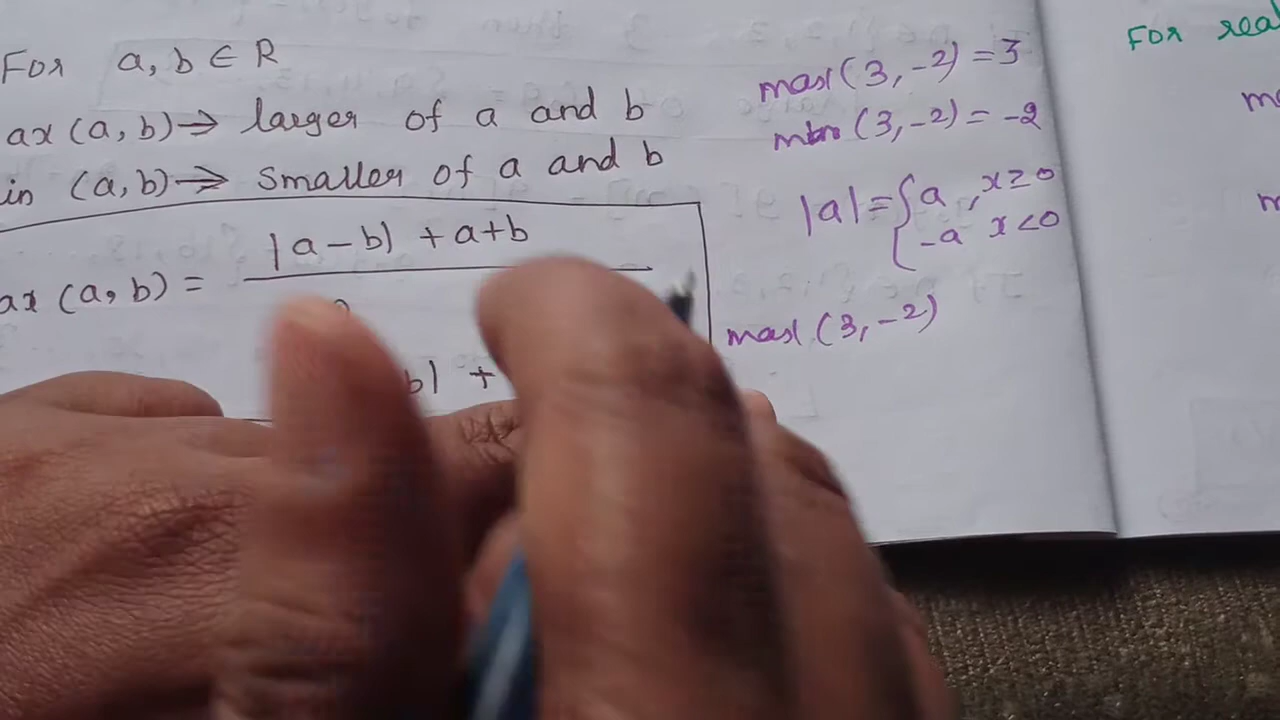 For a, b ∈ R
ax (a, b) → larger of a and b
in (a, b) → smaller of a and b
ax (a, b) = |a - b| + a+b
b| +
max (3, -2) = 3
min (3, -2) = -2
|a| = { a , x ≥ 0
-a x < 0
max (3, -2)
For real